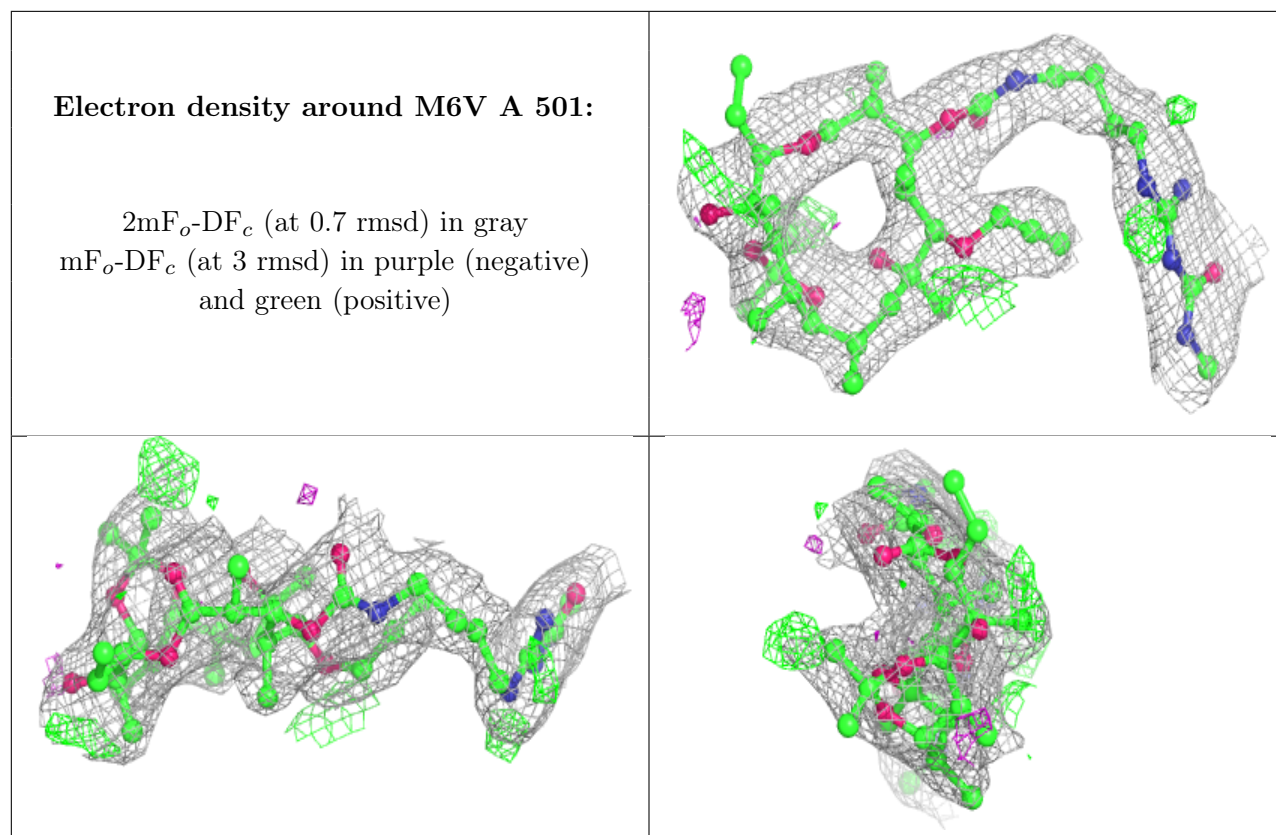 Electron density around M6V A 501:
2mFo-DFc (at 0.7 rmsd) in gray
mFo-DFc (at 3 rmsd) in purple (negative)
and green (positive)